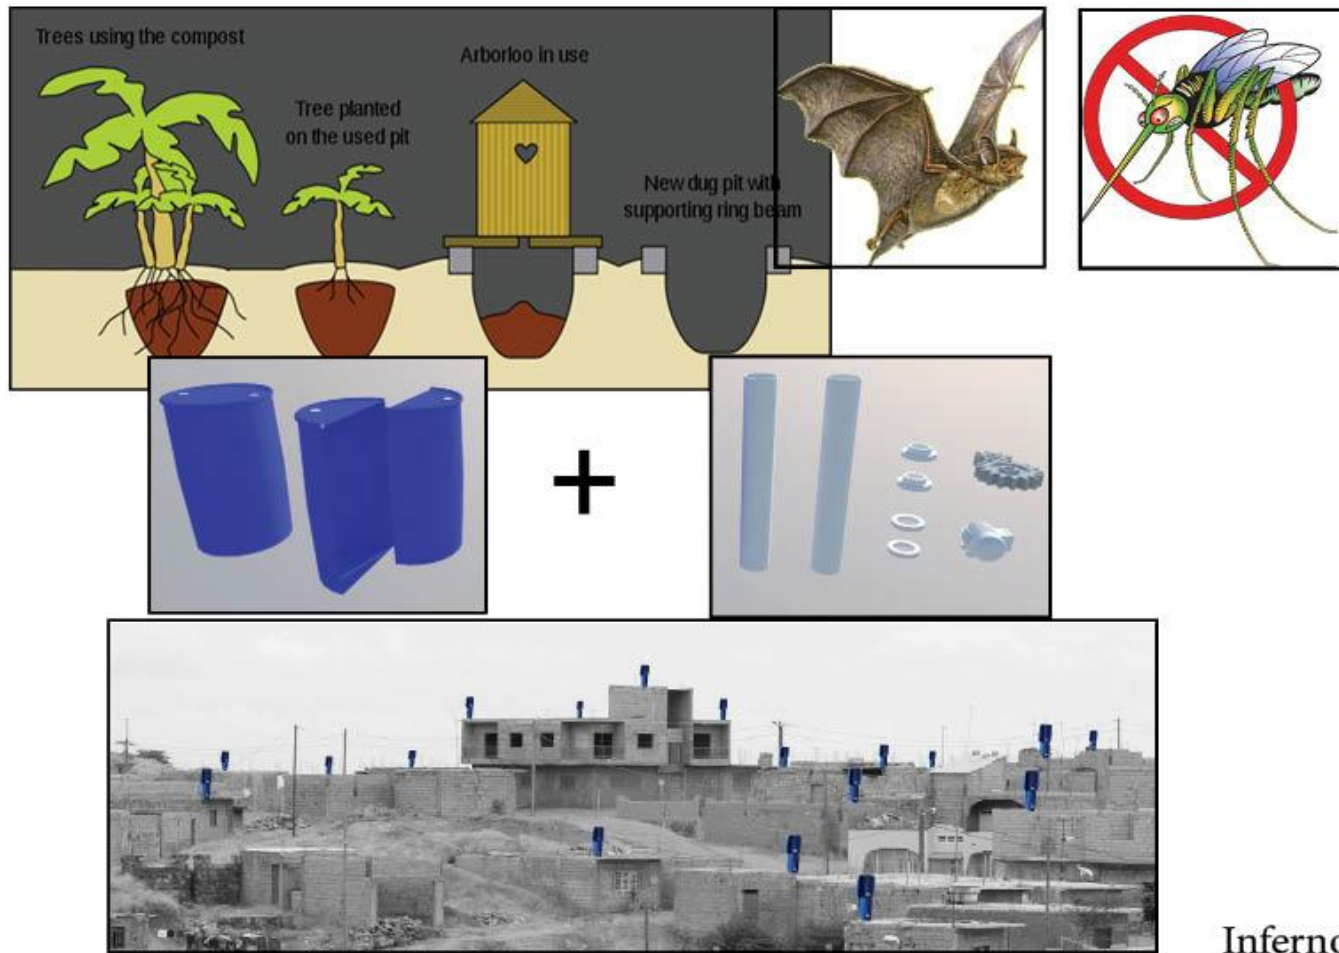 Trees using the compost
Arborloo in use
Tree planted
on the used pit
New dug pit with
supporting ring beam